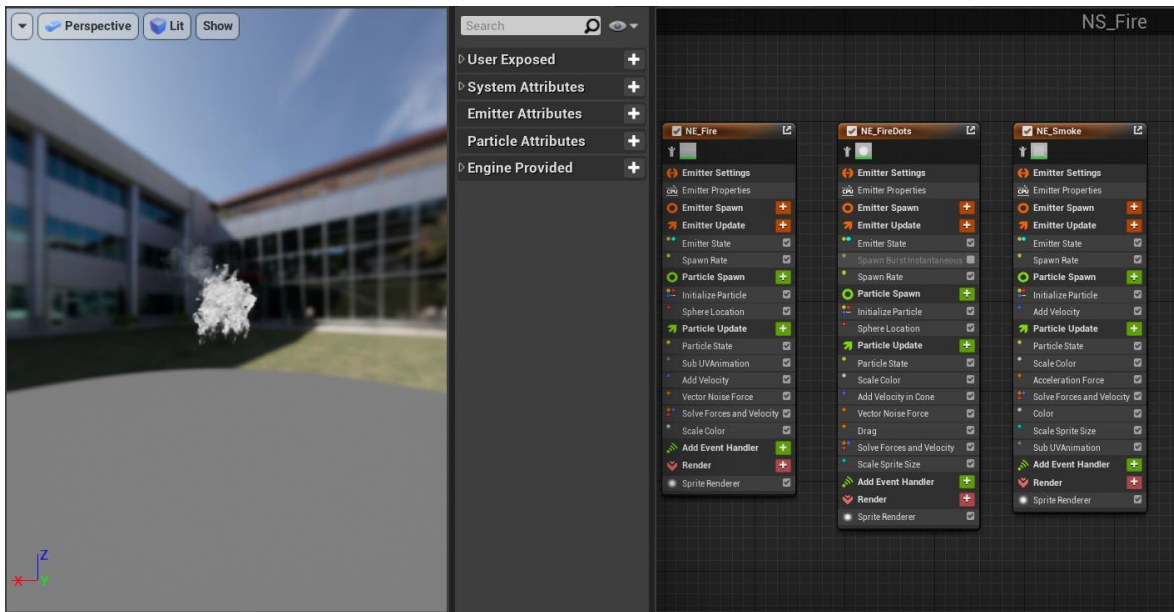 Perspective
Lit
Show
Z
X
Y
Search
User Exposed
System Attributes
Emitter Attributes
Particle Attributes
Engine Provided
NS_Fire
NE_Fire
Emitter Settings
CPU Emitter Properties
Emitter Spawn
Emitter Update
Emitter State
Spawn Rate
Particle Spawn
Initialize Particle
Sphere Location
Particle Update
Particle State
Sub UVAnimation
Add Velocity
Vector Noise Force
Solve Forces and Velocity
Scale Color
Add Event Handler
Render
Sprite Renderer
NE_FireDots
Emitter Settings
CPU Emitter Properties
Emitter Spawn
Emitter Update
Emitter State
Spawn Burst Instantaneous
Spawn Rate
Particle Spawn
Initialize Particle
Sphere Location
Particle Update
Particle State
Scale Color
Add Velocity in Cone
Vector Noise Force
Drag
Solve Forces and Velocity
Scale Sprite Size
Add Event Handler
Render
Sprite Renderer
NE_Smoke
Emitter Settings
CPU Emitter Properties
Emitter Spawn
Emitter Update
Emitter State
Spawn Rate
Particle Spawn
Initialize Particle
Add Velocity
Particle Update
Particle State
Scale Color
Acceleration Force
Solve Forces and Velocity
Color
Scale Sprite Size
Sub UVAnimation
Add Event Handler
Render
Sprite Renderer